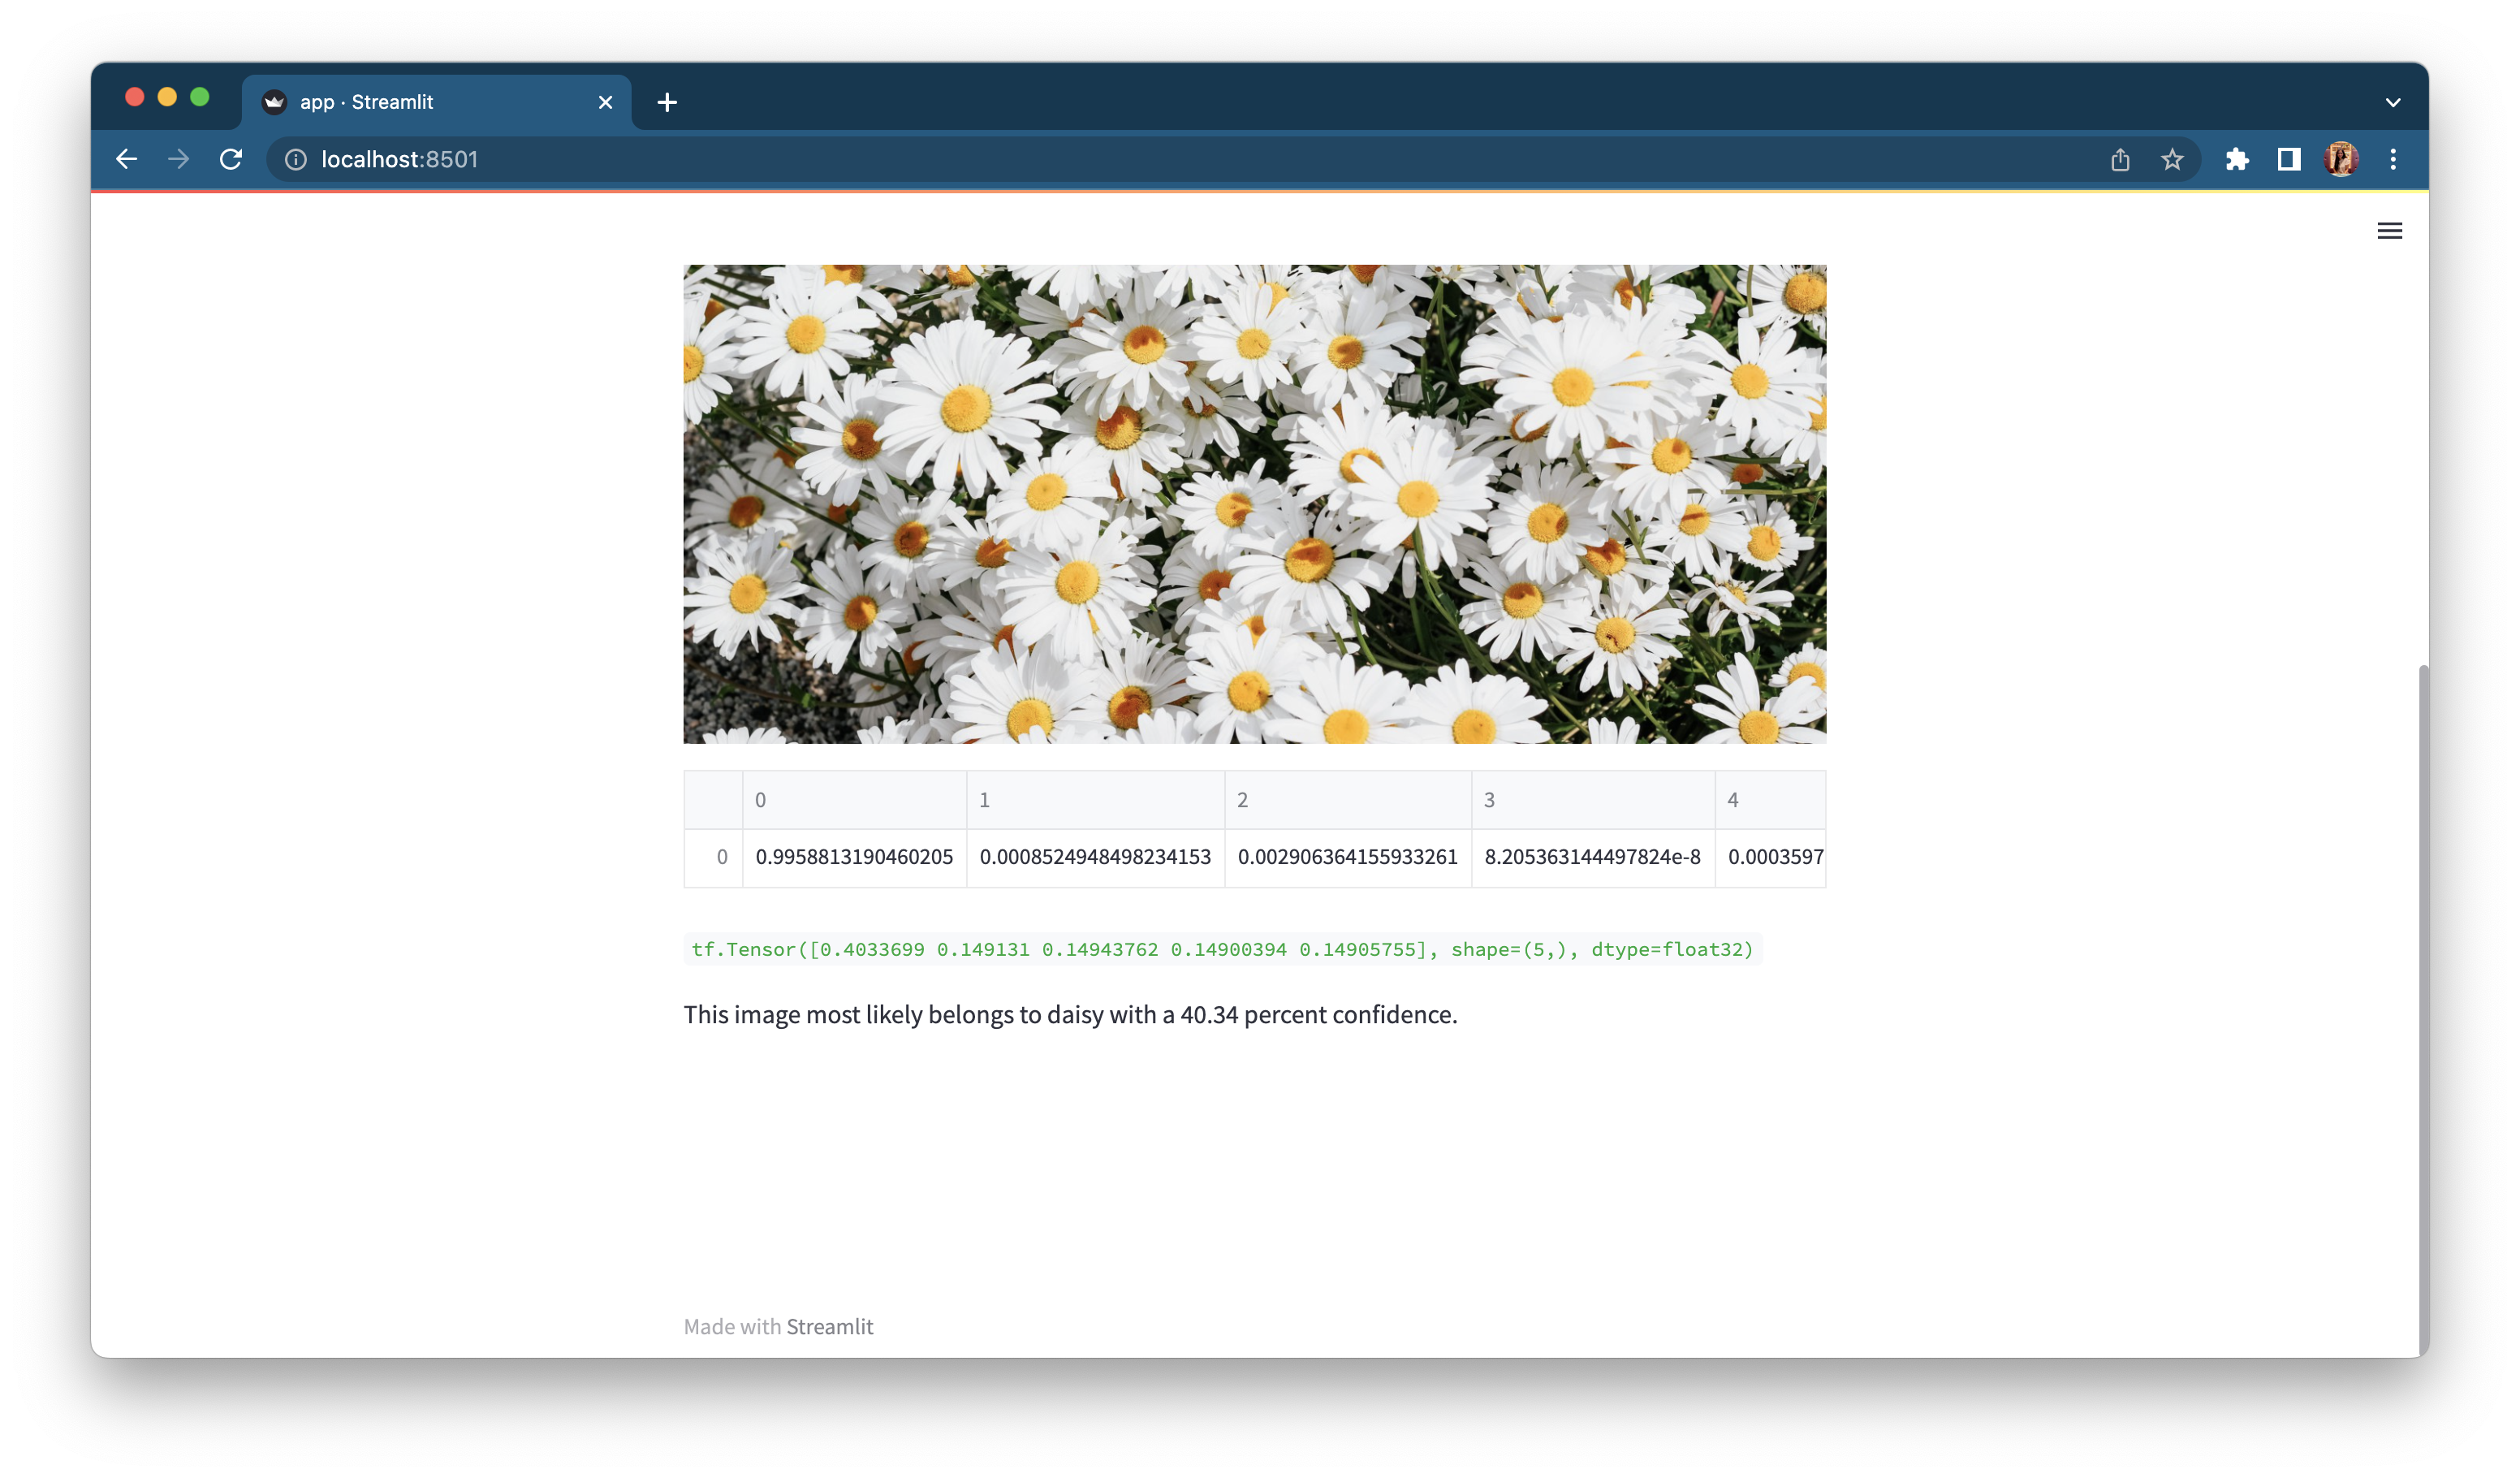 app · Streamlit
localhost:8501
0 1 2 3 4
0 0.9958813190460205 0.0008524948498234153 0.002906364155933261 8.205363144497824e-8 0.0003597
tf.Tensor([0.4033699 0.149131 0.14943762 0.14900394 0.14905755], shape=(5,), dtype=float32)
This image most likely belongs to daisy with a 40.34 percent confidence.
Made with Streamlit